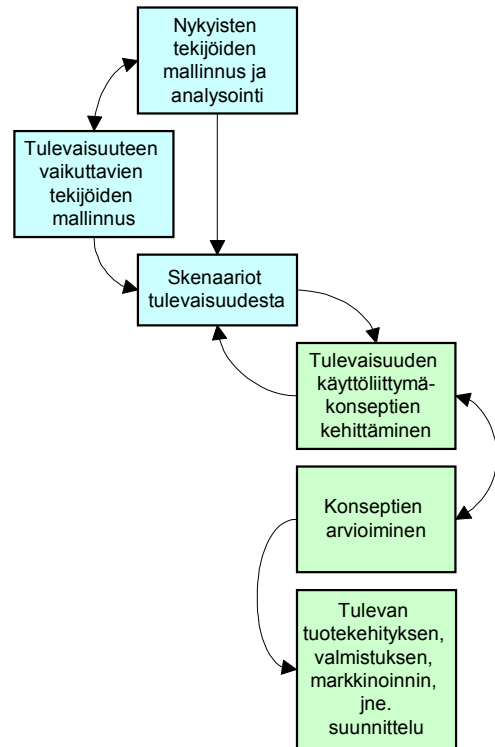 Nykyisten
tekijöiden
mallinnus ja
analysointi
Tulevaisuuteen
vaikuttavien
tekijöiden
mallinnus
Skenaariot
tulevaisuudesta
Tulevaisuuden
käyttöliittymä-
konseptien
kehittäminen
Konseptien
arvioiminen
Tulevan
tuotekehityksen,
valmistuksen,
markkinoinnin,
jne.
suunnittelu